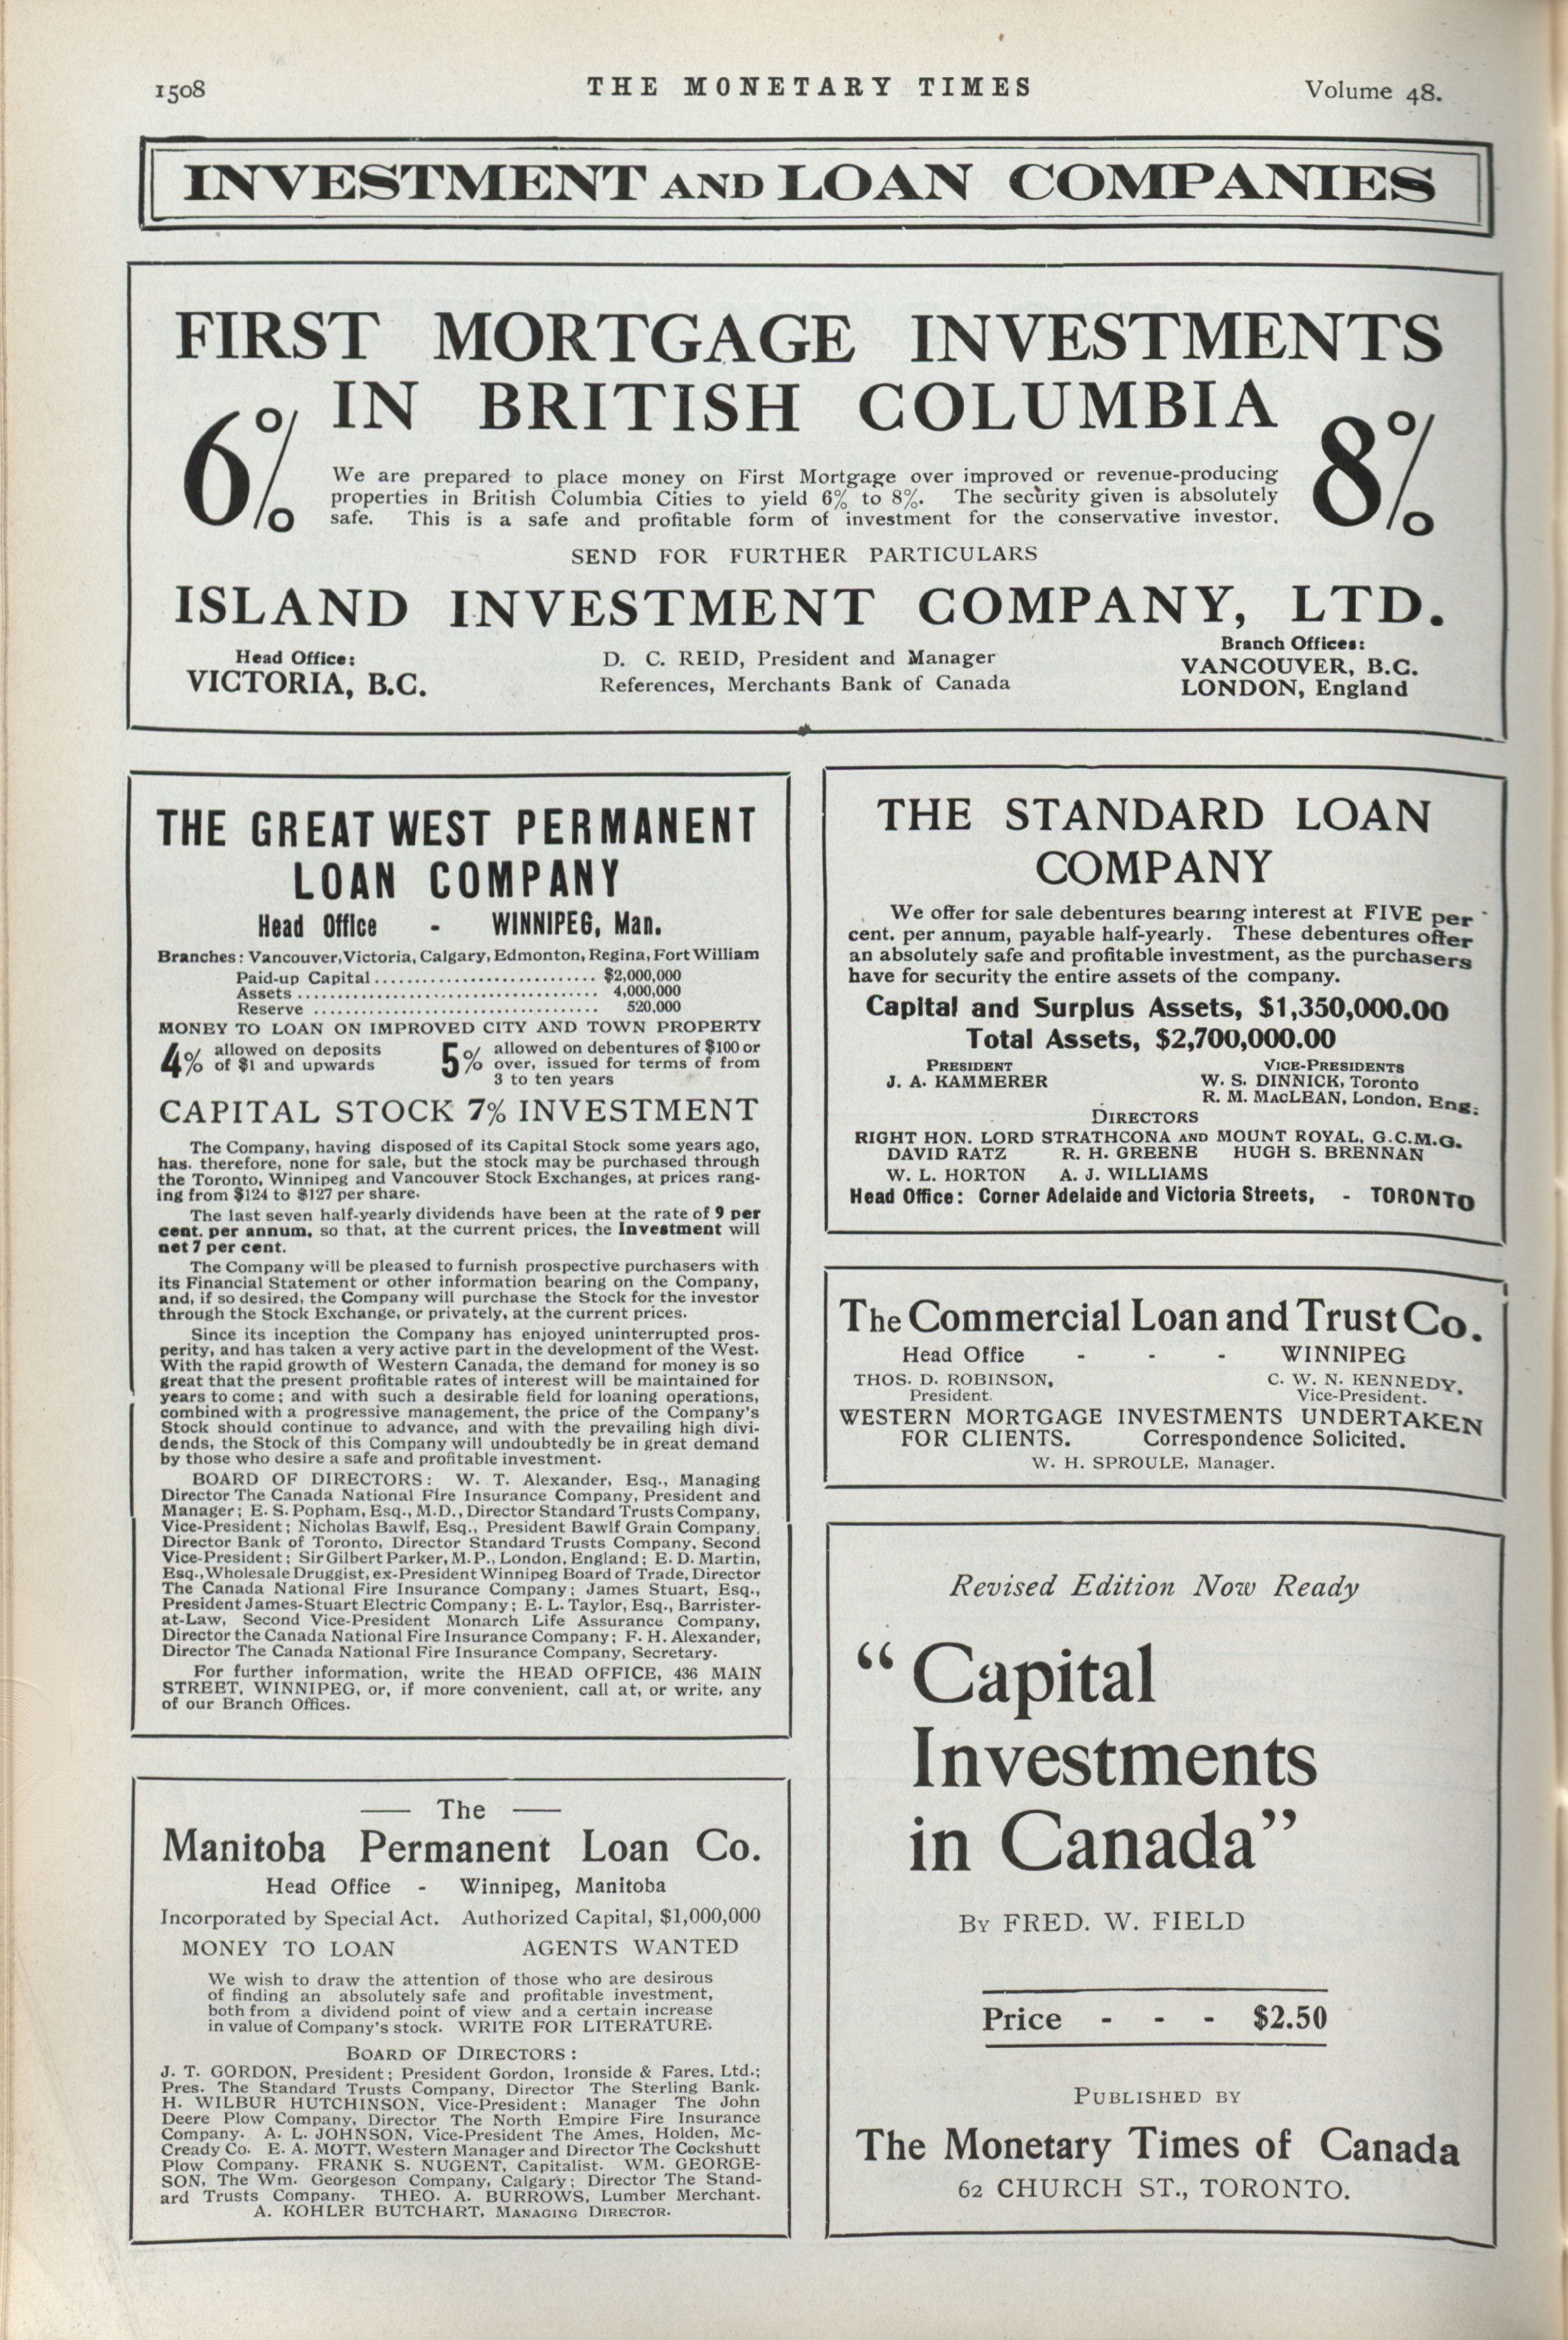 1508
THE MONETARY TIMES
Volume 48.
INVESTMENT AND LOAN COMPANIES
FIRST MORTGAGE INVESTMENTS
IN BRITISH COLUMBIA
6%
8%
We are prepared to place money on First Mortgage over improved or revenue-producing
properties in British Columbia Cities to yield 6% to 8%. The security given is absolutely
safe. This is a safe and profitable form of investment for the conservative investor.
SEND FOR FURTHER PARTICULARS
ISLAND INVESTMENT COMPANY, LTD.
Head Office:
VICTORIA, B.C.
D. C. REID, President and Manager
References, Merchants Bank of Canada
Branch Offices:
VANCOUVER, B.C.
LONDON, England
THE GREAT WEST PERMANENT
LOAN COMPANY
Head Office - WINNIPEG, Man.
Branches: Vancouver, Victoria, Calgary, Edmonton, Regina, Fort William
Paid-up Capital ........................... $2,000,000
Assets ..................................... 4,000,000
Reserve ................................... 520,000
MONEY TO LOAN ON IMPROVED CITY AND TOWN PROPERTY
4% allowed on deposits
of $1 and upwards
5% allowed on debentures of $100 or
over, issued for terms of from
3 to ten years
CAPITAL STOCK 7% INVESTMENT
The Company, having disposed of its Capital Stock some years ago,
has. therefore, none for sale, but the stock may be purchased through
the Toronto, Winnipeg and Vancouver Stock Exchanges, at prices rang-
ing from $124 to $127 per share.
The last seven half-yearly dividends have been at the rate of 9 per
cent. per annum, so that, at the current prices, the Investment will
net 7 per cent.
The Company will be pleased to furnish prospective purchasers with
its Financial Statement or other information bearing on the Company,
and, if so desired, the Company will purchase the Stock for the investor
through the Stock Exchange, or privately, at the current prices.
Since its inception the Company has enjoyed uninterrupted pros-
perity, and has taken a very active part in the development of the West.
With the rapid growth of Western Canada, the demand for money is so
great that the present profitable rates of interest will be maintained for
years to come; and with such a desirable field for loaning operations,
combined with a progressive management, the price of the Company's
Stock should continue to advance, and with the prevailing high divi-
dends, the Stock of this Company will undoubtedly be in great demand
by those who desire a safe and profitable investment.
BOARD OF DIRECTORS: W. T. Alexander, Esq., Managing
Director The Canada National Fire Insurance Company, President and
Manager; E. S. Popham, Esq., M.D., Director Standard Trusts Company,
Vice-President; Nicholas Bawlf, Esq., President Bawlf Grain Company,
Director Bank of Toronto, Director Standard Trusts Company, Second
Vice-President; Sir Gilbert Parker, M.P., London, England; E. D. Martin,
Esq., Wholesale Druggist, ex-President Winnipeg Board of Trade, Director
The Canada National Fire Insurance Company; James Stuart, Esq.,
President James-Stuart Electric Company; E. L. Taylor, Esq., Barrister-
at-Law, Second Vice-President Monarch Life Assurance Company,
Director the Canada National Fire Insurance Company; F. H. Alexander,
Director The Canada National Fire Insurance Company, Secretary.
For further information, write the HEAD OFFICE, 436 MAIN
STREET, WINNIPEG, or, if more convenient, call at, or write, any
of our Branch Offices.
The
Manitoba Permanent Loan Co.
Head Office - Winnipeg, Manitoba
Incorporated by Special Act. Authorized Capital, $1,000,000
MONEY TO LOAN AGENTS WANTED
We wish to draw the attention of those who are desirous
of finding an absolutely safe and profitable investment,
both from a dividend point of view and a certain increase
in value of Company's stock. WRITE FOR LITERATURE.
BOARD OF DIRECTORS:
J. T. GORDON, President; President Gordon, Ironside & Fares, Ltd.;
Pres. The Standard Trusts Company, Director The Sterling Bank.
H. WILBUR HUTCHINSON, Vice-President; Manager The John
Deere Plow Company, Director The North Empire Fire Insurance
Company. A. L. JOHNSON, Vice-President The Ames, Holden, Mc-
Cready Co. E. A. MOTT, Western Manager and Director The Cockshutt
Plow Company. FRANK S. NUGENT, Capitalist. WM. GEORGE-
SON, The Wm. Georgeson Company, Calgary; Director The Stand-
ard Trusts Company. THEO. A. BURROWS, Lumber Merchant.
A. KOHLER BUTCHART, MANAGING DIRECTOR.
THE STANDARD LOAN
COMPANY
We offer for sale debentures bearing interest at FIVE per
cent. per annum, payable half-yearly. These debentures offer
an absolutely safe and profitable investment, as the purchasers
have for security the entire assets of the company.
Capital and Surplus Assets, $1,350,000.00
Total Assets, $2,700,000.00
PRESIDENT
J. A. KAMMERER
VICE-PRESIDENTS
W. S. DINNICK, Toronto
R. M. MACLEAN, London, Eng.
DIRECTORS
RIGHT HON. LORD STRATHCONA AND MOUNT ROYAL, G.C.M.G.
DAVID RATZ R. H. GREENE HUGH S. BRENNAN
W. L. HORTON A. J. WILLIAMS
Head Office: Corner Adelaide and Victoria Streets, - TORONTO
The Commercial Loan and Trust Co.
Head Office - - - WINNIPEG
THOS. D. ROBINSON,
President.
C. W. N. KENNEDY,
Vice-President.
WESTERN MORTGAGE INVESTMENTS UNDERTAKEN
FOR CLIENTS. Correspondence Solicited.
W. H. SPROULE, Manager.
Revised Edition Now Ready
“Capital
Investments
in Canada”
BY FRED. W. FIELD
Price - - - $2.50
PUBLISHED BY
The Monetary Times of Canada
62 CHURCH ST., TORONTO.